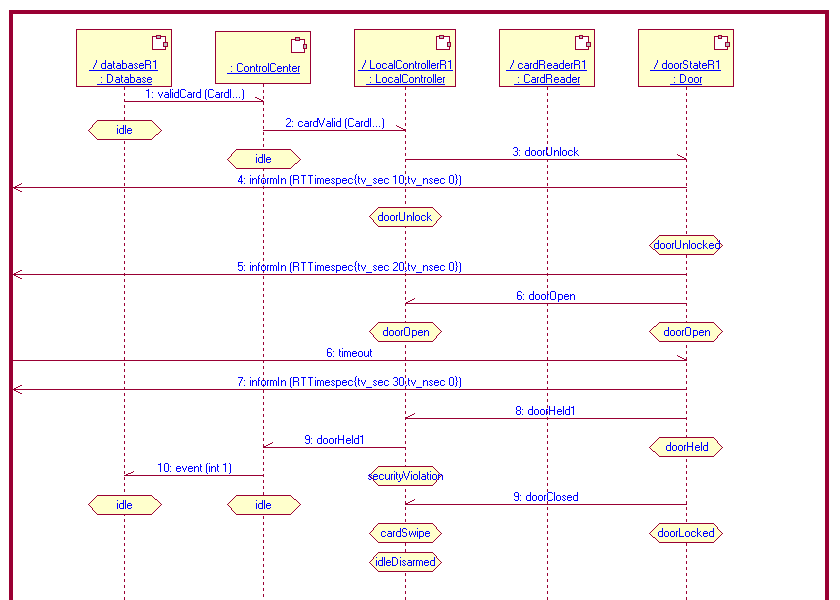 / databaseR1
: Database
: ControlCenter
/ LocalControllerR1
: LocalController
/ cardReaderR1
: CardReader
/ doorStateR1
: Door
1: validCard (CardI...)
idle
2: cardValid (CardI...)
idle
3: doorUnlock
4: informIn (RTTimespec{tv_sec 10,tv_nsec 0})
doorUnlock
doorUnlocked
5: informIn (RTTimespec{tv_sec 20,tv_nsec 0})
6: doorOpen
doorOpen
doorOpen
6: timeout
7: informIn (RTTimespec{tv_sec 30,tv_nsec 0})
8: doorHeld1
9: doorHeld1
doorHeld
10: event (int 1)
securityViolation
9: doorClosed
idle
idle
cardSwipe
doorLocked
idleDisarmed